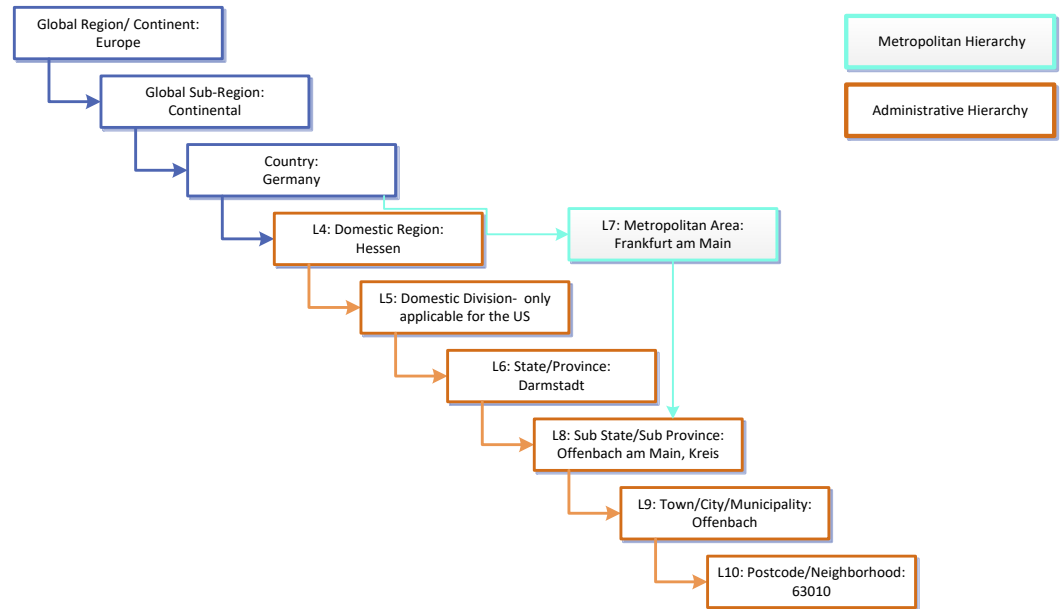 Global Region/ Continent:
Europe
Metropolitan Hierarchy
Global Sub-Region:
Continental
Administrative Hierarchy
Country:
Germany
L4: Domestic Region:
Hessen
L7: Metropolitan Area:
Frankfurt am Main
L5: Domestic Division-  only
applicable for the US
L6: State/Province:
Darmstadt
L8: Sub State/Sub Province:
Offenbach am Main, Kreis
L9: Town/City/Municipality:
Offenbach
L10: Postcode/Neighborhood:
63010